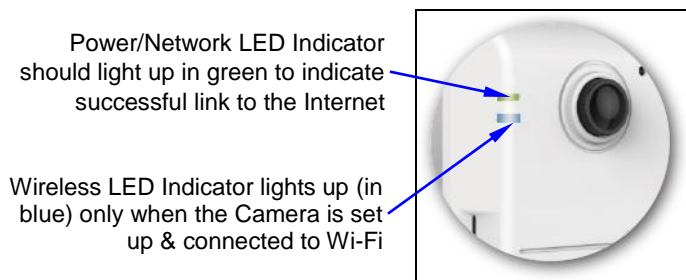 Power/Network LED Indicator
should light up in green to indicate
successful link to the Internet
Wireless LED Indicator lights up (in
blue) only when the Camera is set
up & connected to Wi-Fi